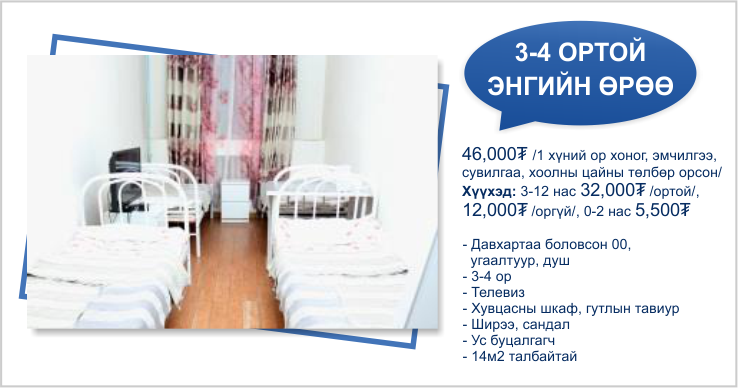 3-4 ОРТОЙ
ЭНГИЙН ӨРӨӨ
46,000₮ /1 хүний ор хоног, эмчилгээ,
сувилгаа, хоолны цайны төлбөр орсон/
Хүүхэд: 3-12 нас 32,000₮ /ортой/,
12,000₮ /оргүй/, 0-2 нас 5,500₮
- Давхартаа боловсон 00,
угаалтуур, душ
- 3-4 ор
- Телевиз
- Хувцасны шкаф, гутлын тавиур
- Ширээ, сандал
- Ус буцалгагч
- 14м2 талбайтай